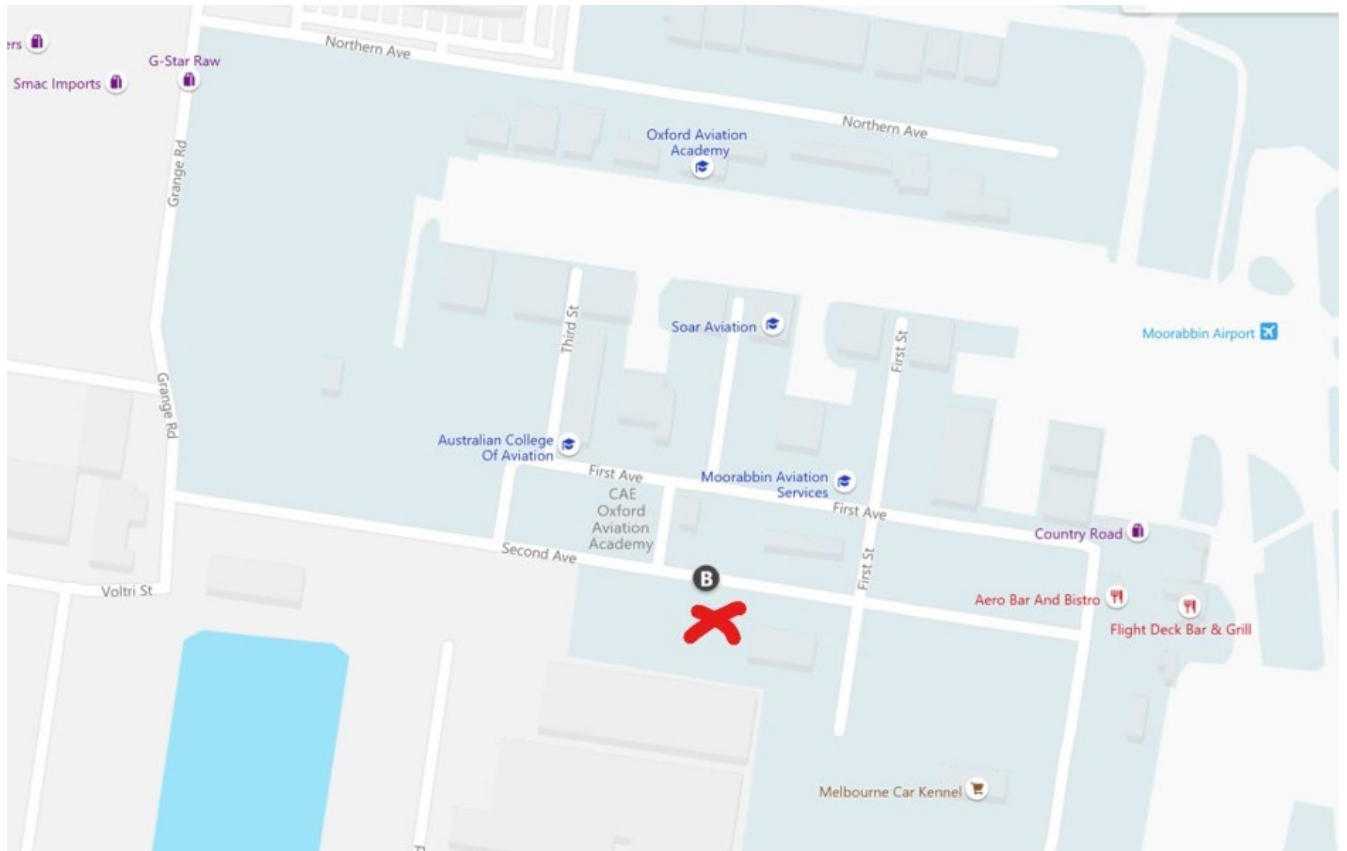 ers
Northern Ave
G-Star Raw
Smac Imports
Northern Ave
Oxford Aviation
Academy
Grange Rd
Third St
Soar Aviation
First St
Moorabbin Airport
Grange Rd
Australian College
Of Aviation
First Ave
Moorabbin Aviation
Services
CAE
Oxford
Aviation
Academy
First Ave
Country Road
Second Ave
First St
B
Voltri St
Aero Bar And Bistro
Flight Deck Bar & Grill
Melbourne Car Kennel